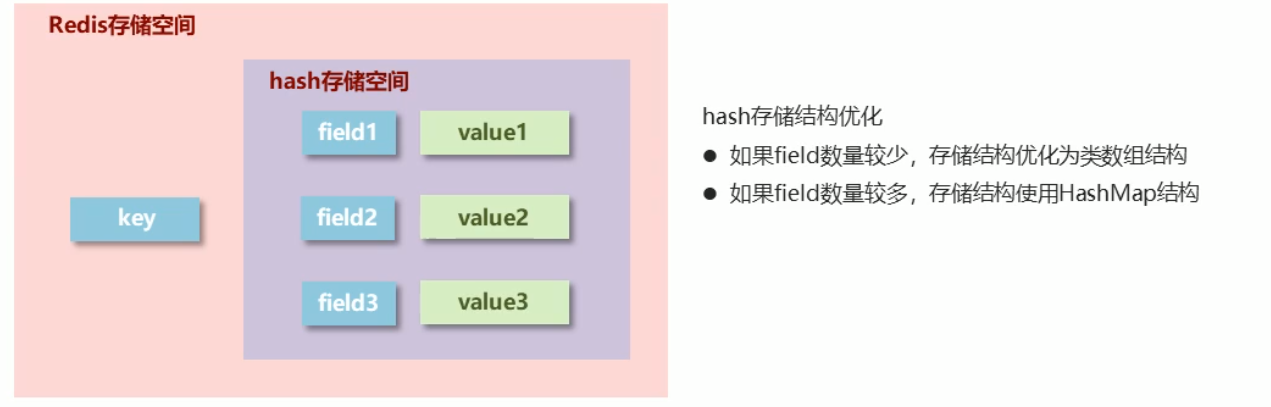 Redis存储空间
hash存储空间
field1 value1
key
field2 value2
field3 value3
hash存储结构优化
● 如果field数量较少，存储结构优化为类数组结构
● 如果field数量较多，存储结构使用HashMap结构